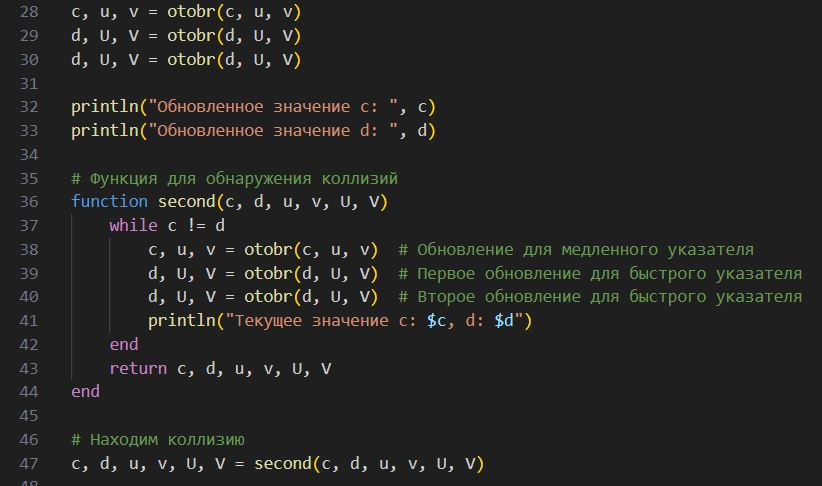 28 c, u, v = otobr(c, u, v)
29 d, U, V = otobr(d, U, V)
30 d, U, V = otobr(d, U, V)
31
32 println("Обновленное значение c: ", c)
33 println("Обновленное значение d: ", d)
34
35 # Функция для обнаружения коллизий
36 function second(c, d, u, v, U, V)
37     while c != d
38         c, u, v = otobr(c, u, v)  # Обновление для медленного указателя
39         d, U, V = otobr(d, U, V)  # Первое обновление для быстрого указателя
40         d, U, V = otobr(d, U, V)  # Второе обновление для быстрого указателя
41         println("Текущее значение c: $c, d: $d")
42     end
43     return c, d, u, v, U, V
44 end
45
46 # Находим коллизию
47 c, d, u, v, U, V = second(c, d, u, v, U, V)